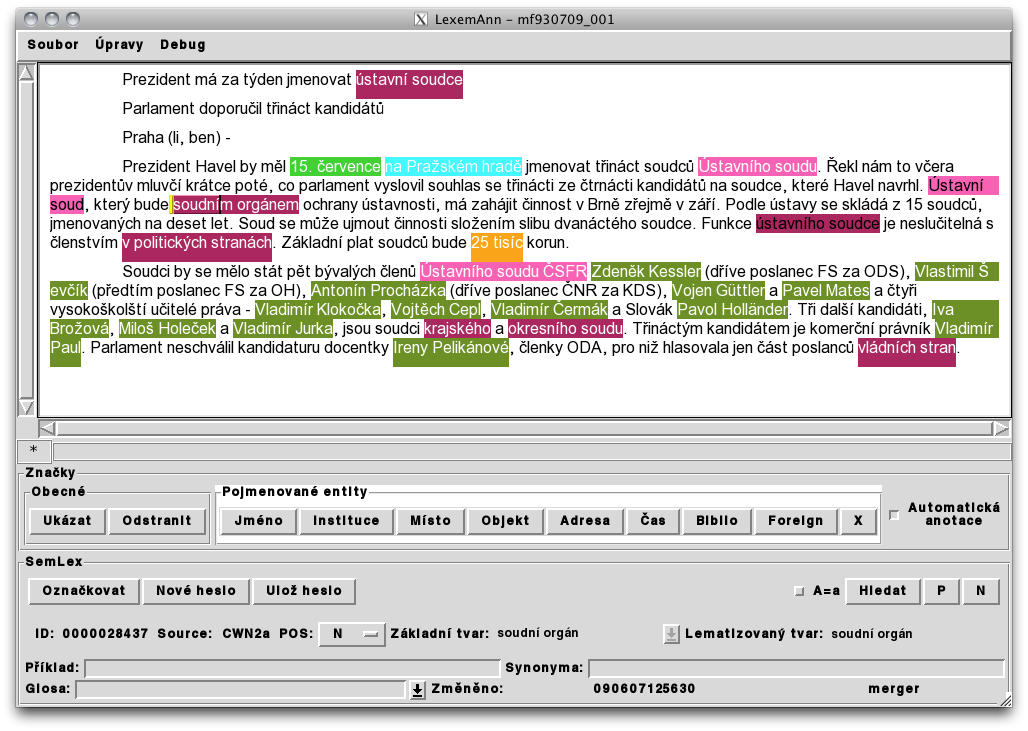 LexemAnn – mf930709_001
Soubor Úpravy Debug
Prezident má za týden jmenovat ústavní soudce
Parlament doporučil třináct kandidátů
Praha (li, ben) -
Prezident Havel by měl 15. července na Pražském hradě jmenovat třináct soudců Ústavního soudu. Řekl nám to včera
prezidentův mluvčí krátce poté, co parlament vyslovil souhlas se třinácti ze čtrnácti kandidátů na soudce, které Havel navrhl. Ústavní
soud, který bude soudním orgánem ochrany ústavnosti, má zahájit činnost v Brně zřejmě v září. Podle ústavy se skládá z 15 soudců,
jmenovaných na deset let. Soud se může ujmout činnosti složením slibu dvanáctého soudce. Funkce ústavního soudce je neslučitelná s
členstvím v politických stranách. Základní plat soudců bude 25 tisíc korun.
Soudci by se mělo stát pět bývalých členů Ústavního soudu ČSFR Zdeněk Kessler (dříve poslanec FS za ODS), Vlastimil Š
evčík (předtím poslanec FS za OH), Antonín Procházka (dříve poslanec ČNR za KDS), Vojen Güttler a Pavel Mates a čtyři
vysokoškolští učitelé práva - Vladimír Klokočka, Vojtěch Cepl, Vladimír Čermák a Slovák Pavol Holländer. Tři další kandidáti, Iva
Brožová, Miloš Holeček a Vladimír Jurka, jsou soudci krajského a okresního soudu. Třináctým kandidátem je komerční právník Vladimír
Paul. Parlament neschválil kandidaturu docentky Ireny Pelikánové, členky ODA, pro niž hlasovala jen část poslanců vládních stran.
*
Značky
Obecné Pojmenované entity
Ukázat Odstranit Jméno Instituce Místo Objekt Adresa Čas Biblio Foreign X Automatická
anotace
SemLex
Označkovat Nové heslo Ulož heslo A=a Hledat P N
ID: 0000028437 Source: CWN2a POS: N Základní tvar: soudní orgán Lematizovaný tvar: soudní orgán
Příklad: Synonyma:
Glosa: Změněno: 090607125630 merger